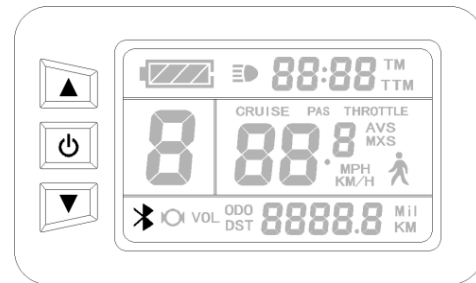 88:88 TM
TTM
CRUISE PAS THROTTLE
8 88.8 AVS
MXS
MPH
KM/H
VOL ODO 8888.8 Mil
DST KM